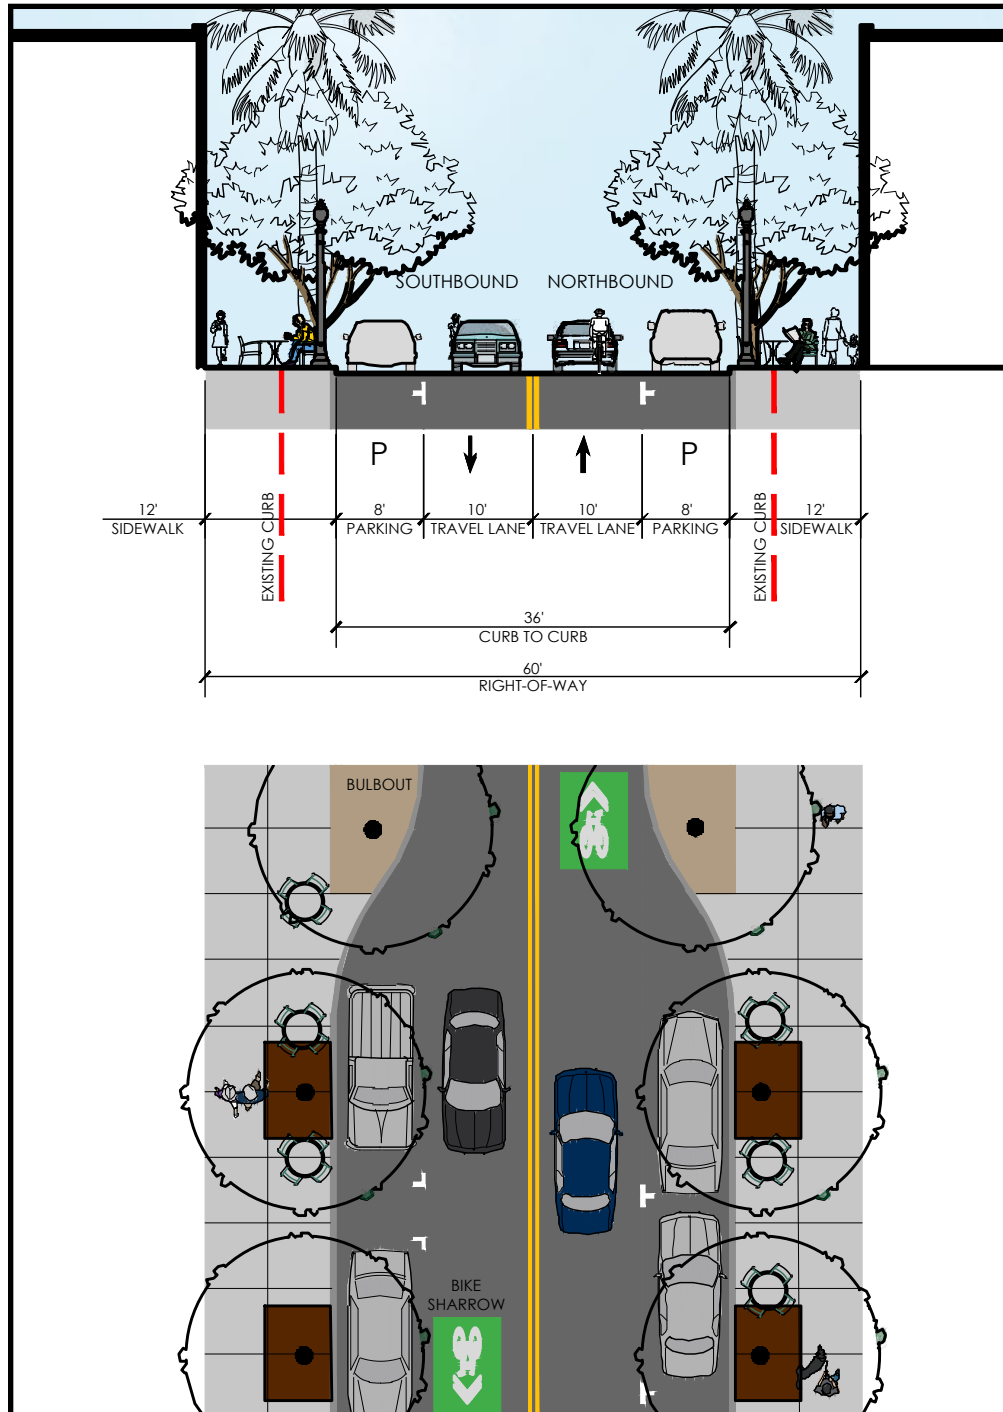 SOUTHBOUND NORTHBOUND
P P
12' 8' 10' 10' 8' 12'
SIDEWALK PARKING TRAVEL LANE TRAVEL LANE PARKING SIDEWALK
EXISTING CURB
EXISTING CURB
36'
CURB TO CURB
60'
RIGHT-OF-WAY
BULBOUT
BIKE
SHARROW